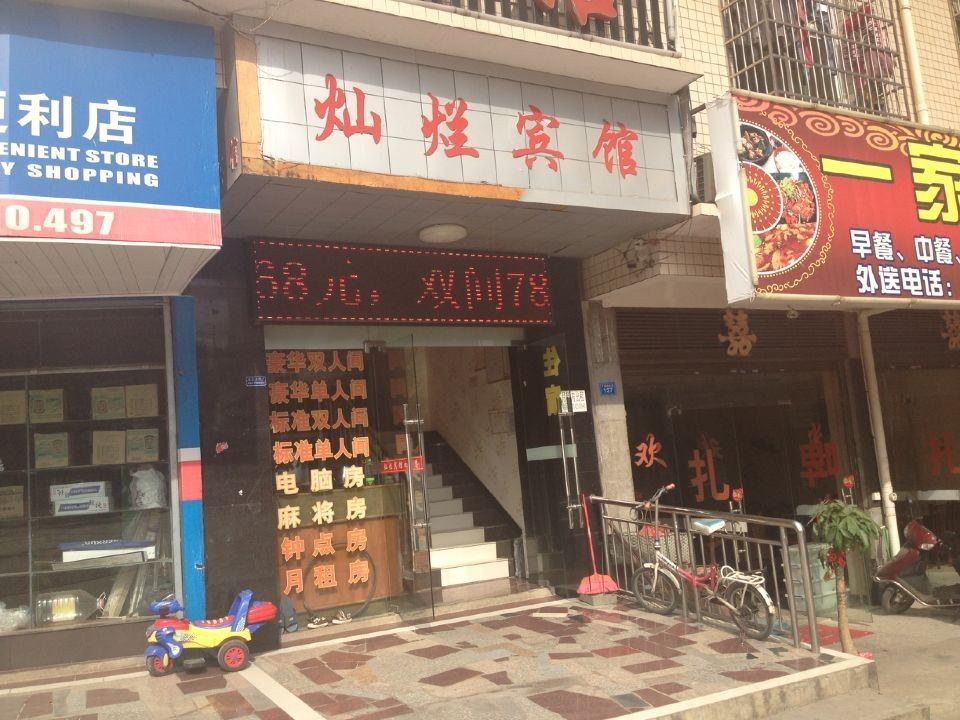 利店
ENIENT STORE
Y SHOPPING
0.497
灿烂宾馆
68元，双间78
豪华双人间
豪华单人间
标准双人间
标准单人间
电脑房
麻将房
钟点房
月租房
一家
早餐、中餐、
外送电话：
囍
囍
欢
127